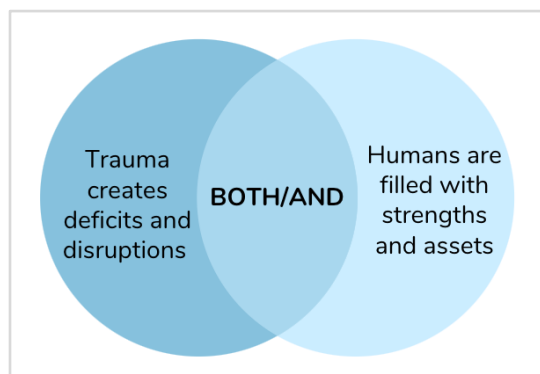 Trauma
creates
deficits and
disruptions
BOTH/AND
Humans are
filled with
strengths
and assets